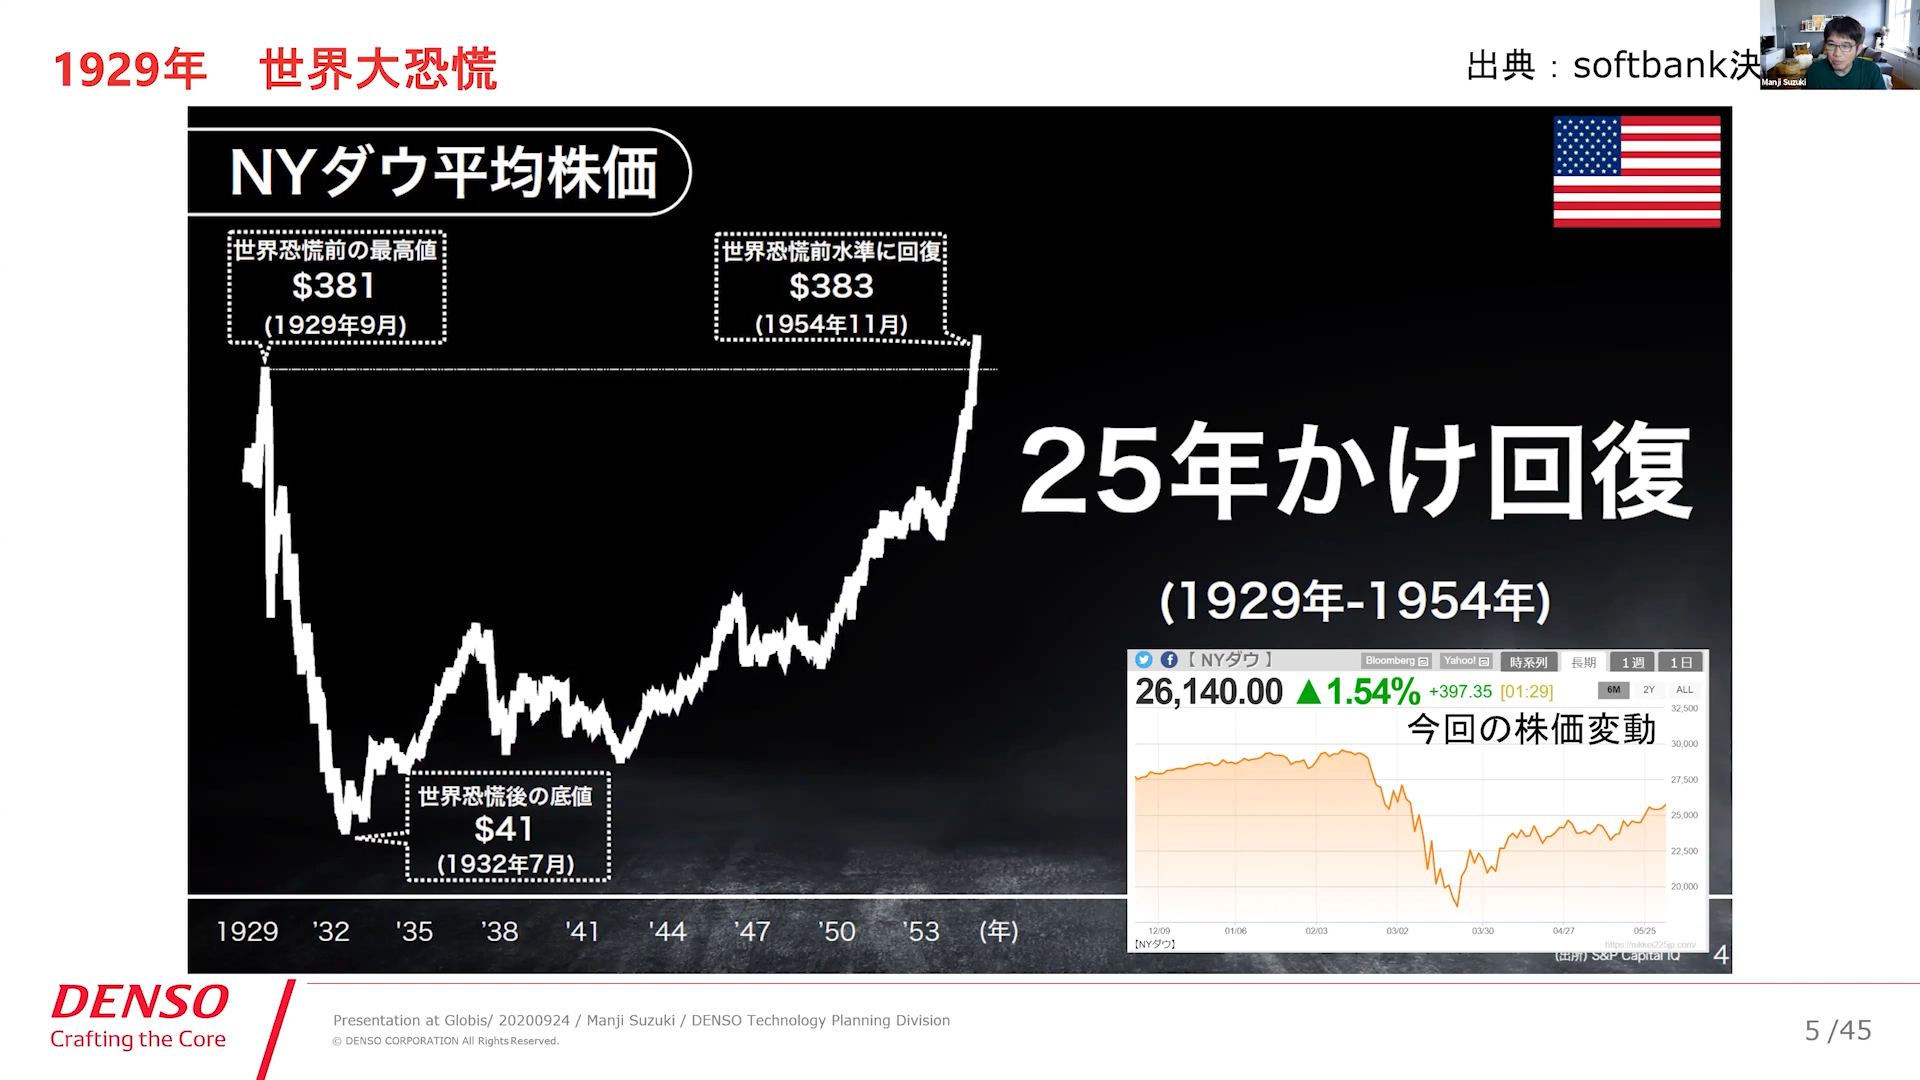 1929年　世界大恐慌
出典：softbank決
Manji Suzuki
NYダウ平均株価
世界恐慌前の最高値
$381
(1929年9月)
世界恐慌前水準に回復
$383
(1954年11月)
25年かけ回復
(1929年-1954年)
世界恐慌後の底値
$41
(1932年7月)
1929 '32 '35 '38 '41 '44 '47 '50 '53 (年)
【 NYダウ 】 Bloomberg Yahoo! 時系列 長期 1週 1日
26,140.00 ▲1.54% +397.35 [01:29] 6M 2Y ALL
今回の株価変動
32,500
30,000
27,500
25,000
22,500
20,000
12/09 01/06 02/03 03/02 03/30 04/27 05/25
【NYダウ】 https://nikkei225jp.com/
(出所) S&P Capital IQ
4
DENSO
Crafting the Core
Presentation at Globis/ 20200924 / Manji Suzuki / DENSO Technology Planning Division
© DENSO CORPORATION All Rights Reserved.
5 /45